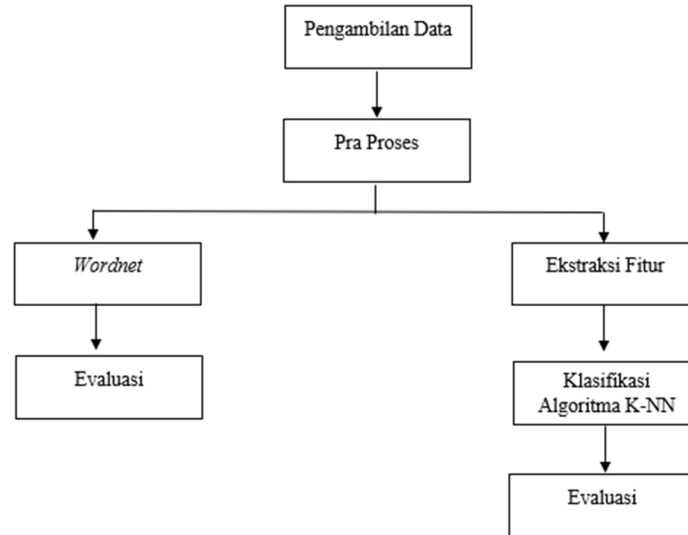 Pengambilan Data
Pra Proses
Wordnet
Ekstraksi Fitur
Evaluasi
Klasifikasi
Algoritma K-NN
Evaluasi